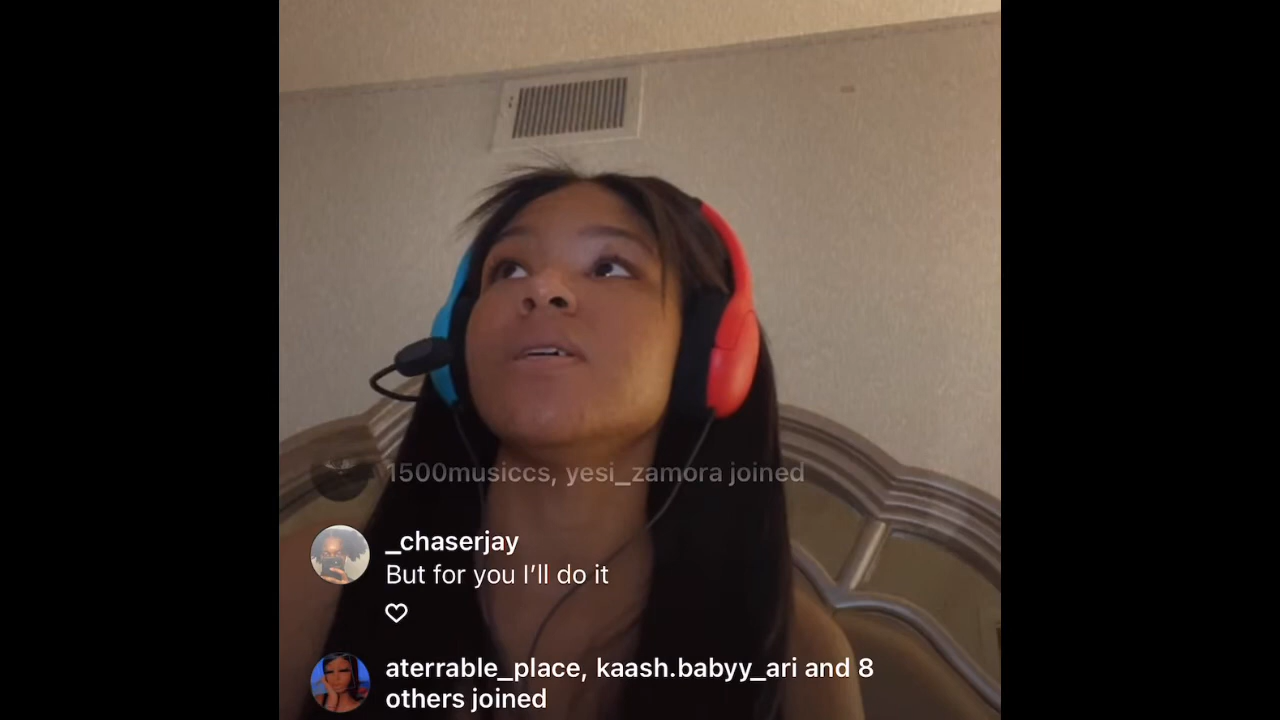 1500musiccs, yesi_zamora joined
_chaserjay
But for you I’ll do it
aterrable_place, kaash.babyy_ari and 8
others joined